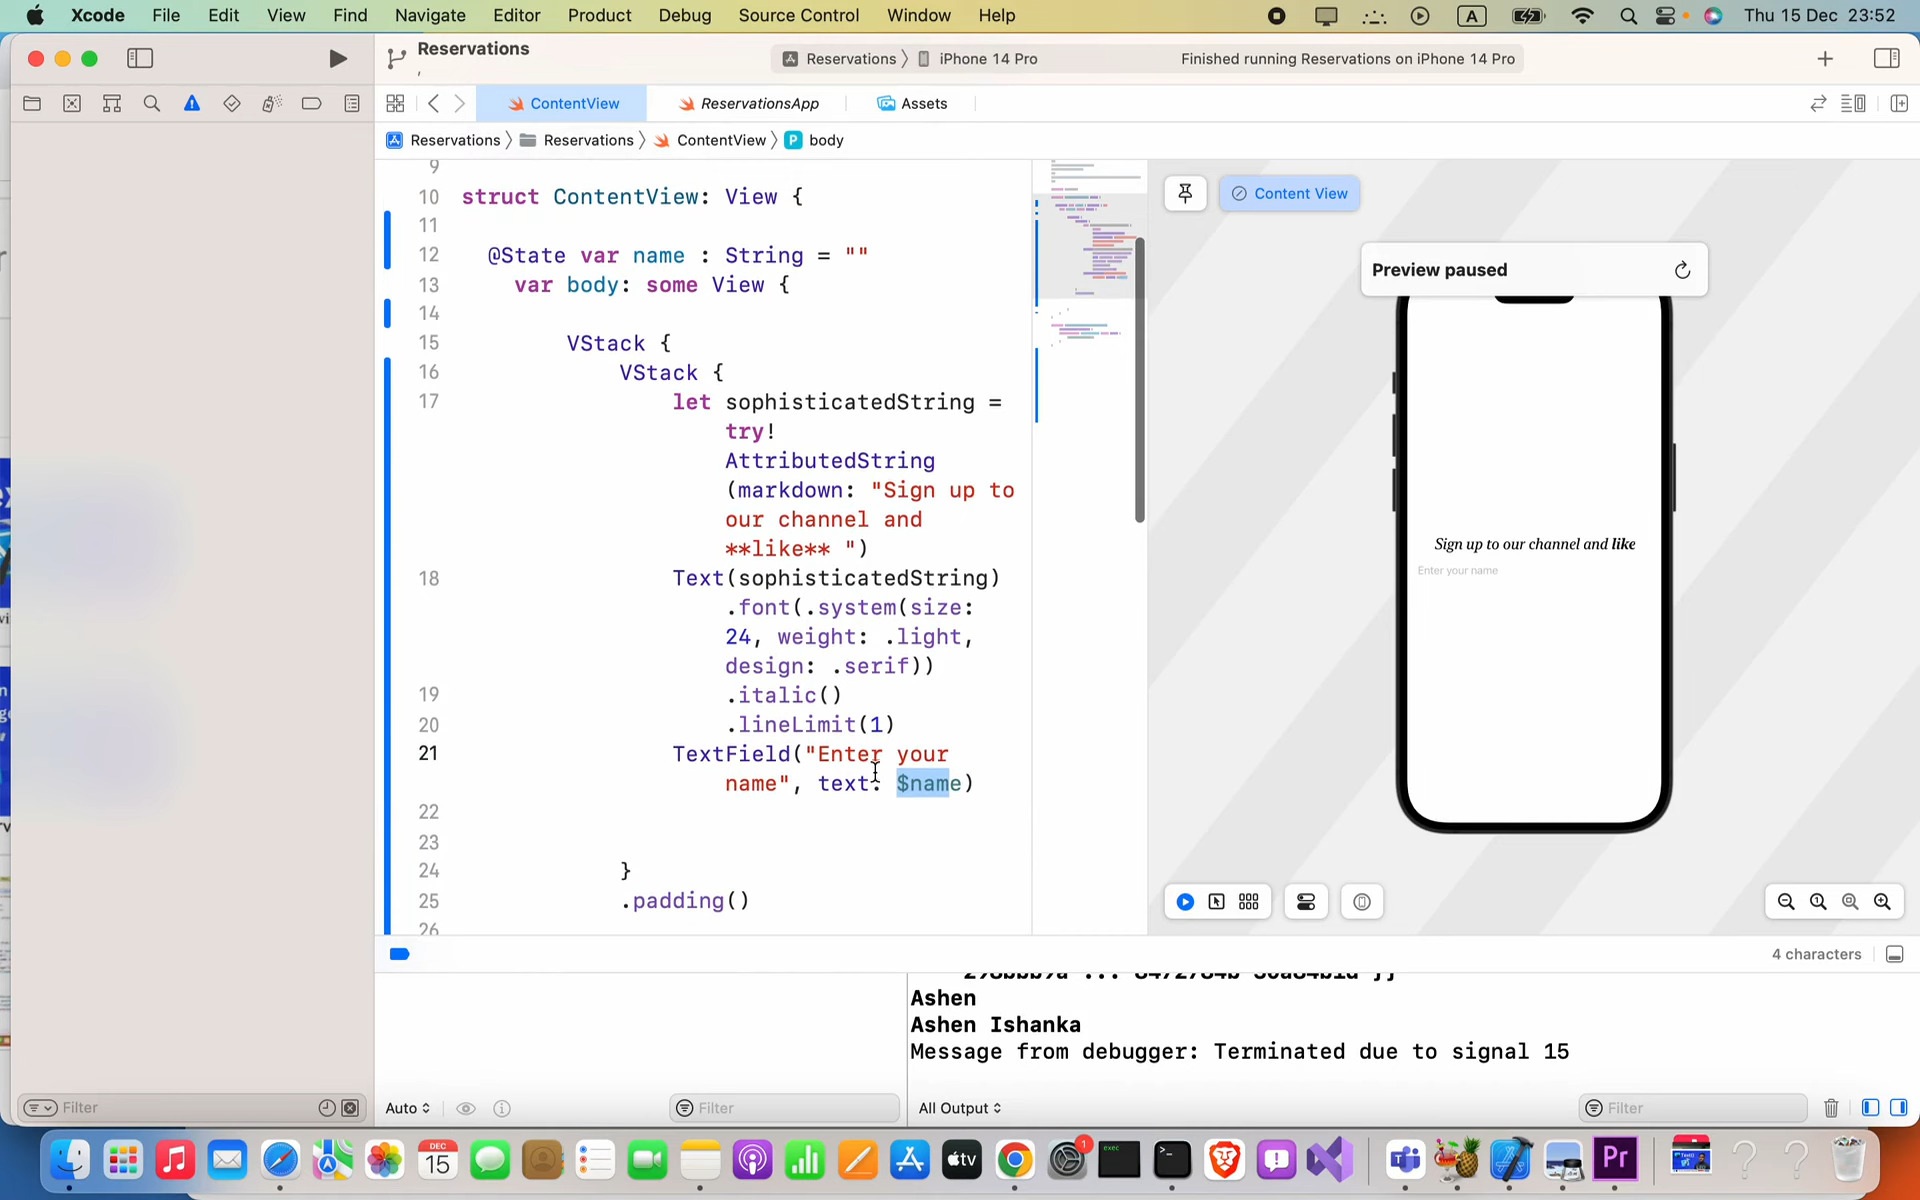 Xcode File Edit View Find Navigate Editor Product Debug Source Control Window Help A Thu 15 Dec 23:52
Reservations
Reservations iPhone 14 Pro Finished running Reservations on iPhone 14 Pro
ContentView ReservationsApp Assets
Reservations Reservations ContentView P body
9
10 struct ContentView: View {
11
12 @State var name : String = ""
13 var body: some View {
14
15 VStack {
16 VStack {
17 let sophisticatedString =
try!
AttributedString
(markdown: "Sign up to
our channel and
**like** ")
18 Text(sophisticatedString)
.font(.system(size:
24, weight: .light,
design: .serif))
19 .italic()
20 .lineLimit(1)
21 TextField("Enter your
name", text: $name)
22
23
24 }
25 .padding()
26
Content View
Preview paused
Sign up to our channel and like
Enter your name
4 characters
Ashen
Ashen Ishanka
Message from debugger: Terminated due to signal 15
Filter
Auto
Filter
All Output
Filter
DEC
15
tv
1
exec
Pr